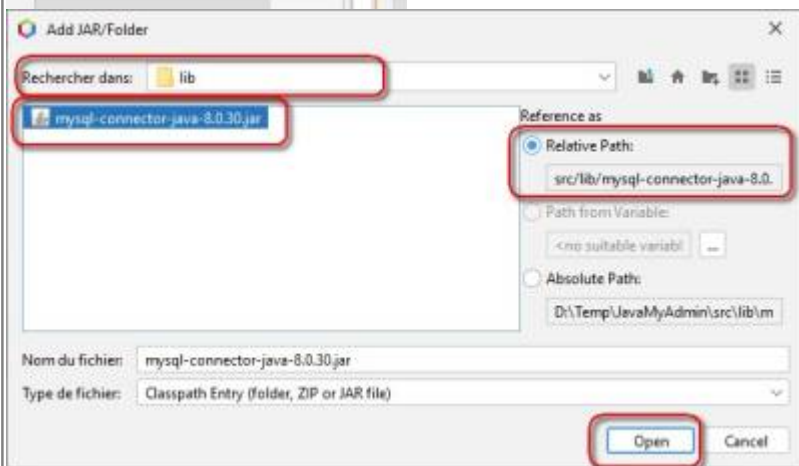 Add JAR/Folder
Rechercher dans: lib
mysql-connector-java-8.0.30.jar
Reference as
Relative Path:
src/lib/mysql-connector-java-8.0.
Path from Variable:
<no suitable variabl ...
Absolute Path:
D:\Temp\JavaMyAdmin\src\lib\m
Nom du fichier: mysql-connector-java-8.0.30.jar
Type de fichier: Classpath Entry (folder, ZIP or JAR file)
Open Cancel